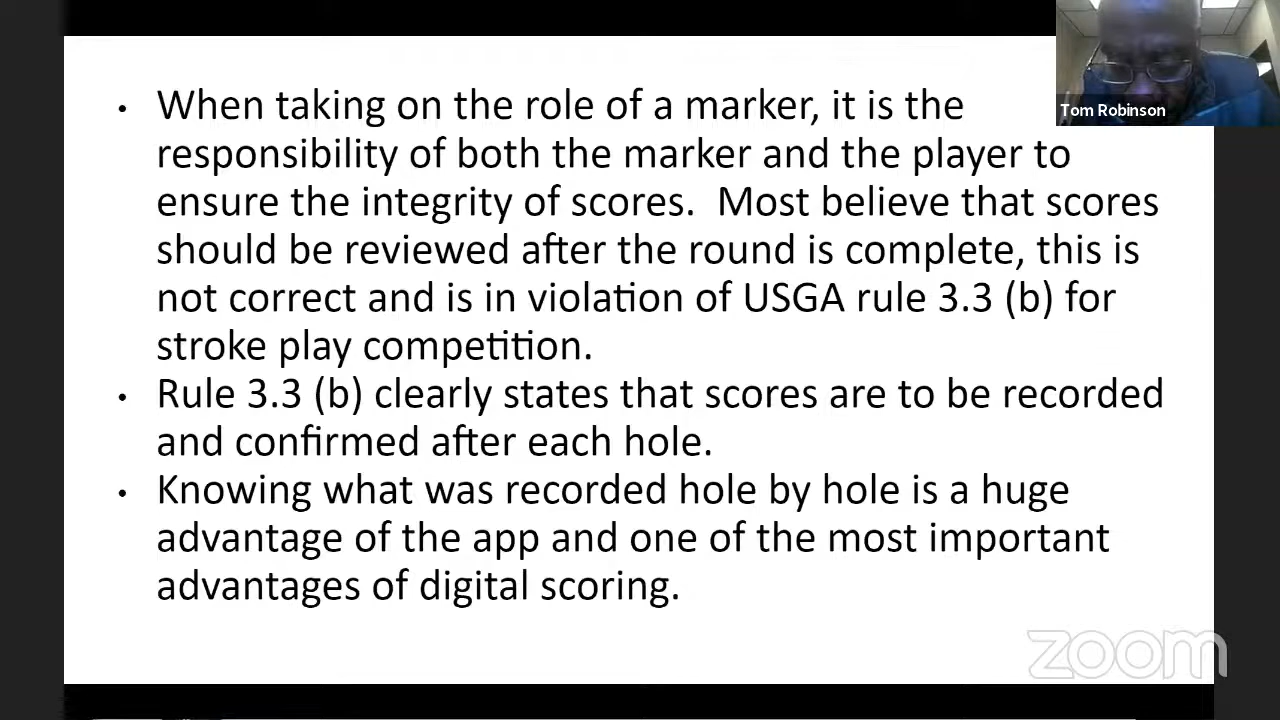 • When taking on the role of a marker, it is the
responsibility of both the marker and the player to
ensure the integrity of scores.  Most believe that scores
should be reviewed after the round is complete, this is
not correct and is in violation of USGA rule 3.3 (b) for
stroke play competition.
• Rule 3.3 (b) clearly states that scores are to be recorded
and confirmed after each hole.
• Knowing what was recorded hole by hole is a huge
advantage of the app and one of the most important
advantages of digital scoring.
Tom Robinson
zoom